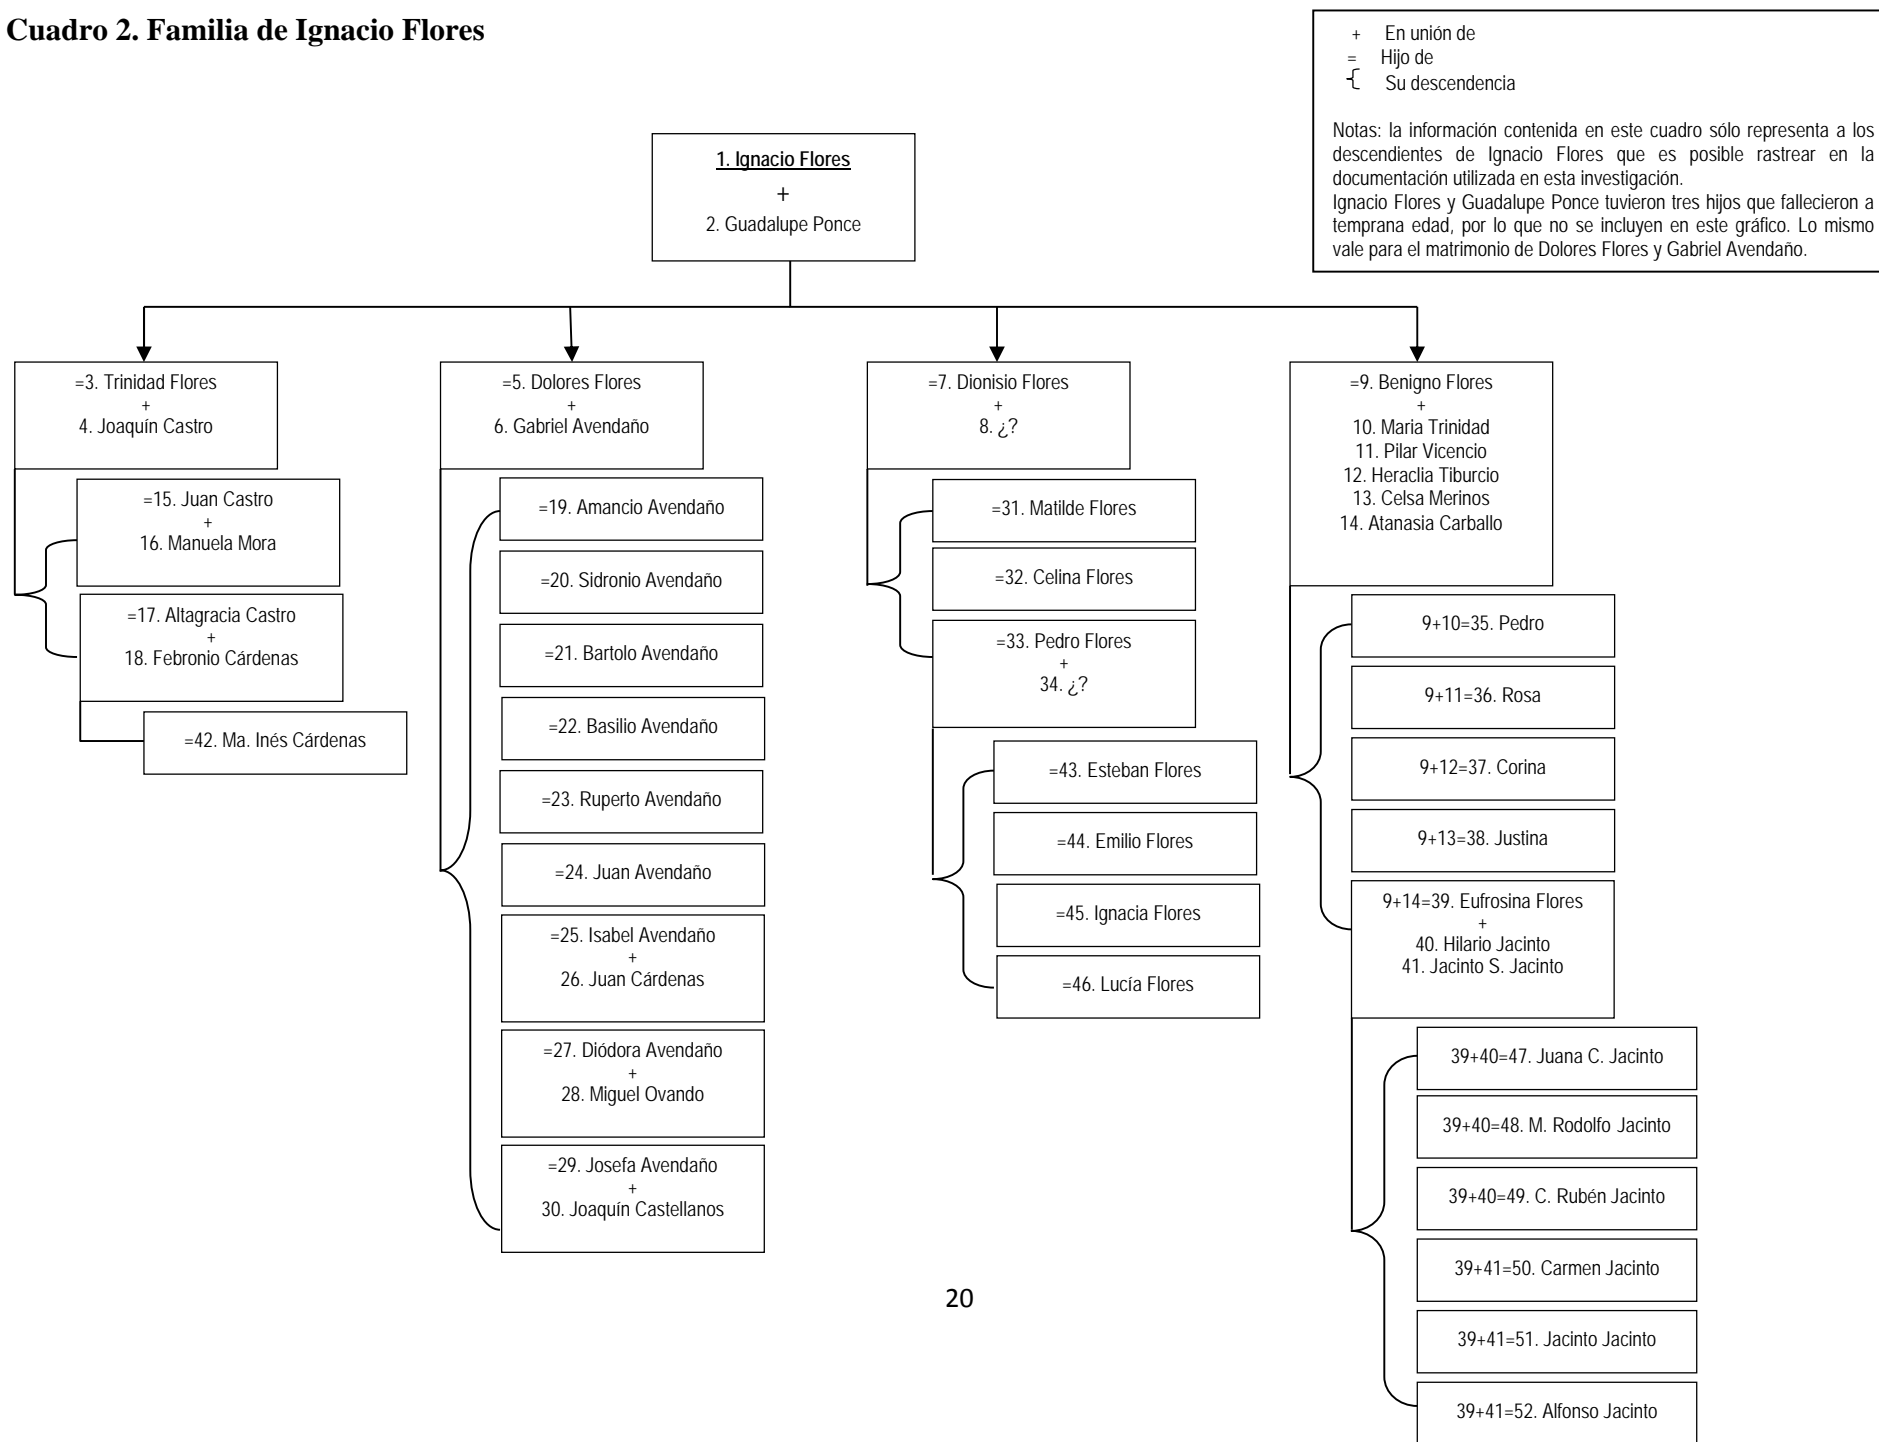 Cuadro 2. Familia de Ignacio Flores
+ En unión de
= Hijo de
{ Su descendencia
Notas: la información contenida en este cuadro sólo representa a los
descendientes de Ignacio Flores que es posible rastrear en la
documentación utilizada en esta investigación.
Ignacio Flores y Guadalupe Ponce tuvieron tres hijos que fallecieron a
temprana edad, por lo que no se incluyen en este gráfico. Lo mismo
vale para el matrimonio de Dolores Flores y Gabriel Avendaño.
1. Ignacio Flores
+
2. Guadalupe Ponce
=3. Trinidad Flores
+
4. Joaquín Castro
=15. Juan Castro
+
16. Manuela Mora
=17. Altagracia Castro
+
18. Febronio Cárdenas
=42. Ma. Inés Cárdenas
=5. Dolores Flores
+
6. Gabriel Avendaño
=19. Amancio Avendaño
=20. Sidronio Avendaño
=21. Bartolo Avendaño
=22. Basilio Avendaño
=23. Ruperto Avendaño
=24. Juan Avendaño
=25. Isabel Avendaño
+
26. Juan Cárdenas
=27. Diódora Avendaño
+
28. Miguel Ovando
=29. Josefa Avendaño
+
30. Joaquín Castellanos
=7. Dionisio Flores
+
8. ¿?
=31. Matilde Flores
=32. Celina Flores
=33. Pedro Flores
+
34. ¿?
=43. Esteban Flores
=44. Emilio Flores
=45. Ignacia Flores
=46. Lucía Flores
=9. Benigno Flores
+
10. Maria Trinidad
11. Pilar Vicencio
12. Heraclia Tiburcio
13. Celsa Merinos
14. Atanasia Carballo
9+10=35. Pedro
9+11=36. Rosa
9+12=37. Corina
9+13=38. Justina
9+14=39. Eufrosina Flores
+
40. Hilario Jacinto
41. Jacinto S. Jacinto
39+40=47. Juana C. Jacinto
39+40=48. M. Rodolfo Jacinto
39+40=49. C. Rubén Jacinto
39+41=50. Carmen Jacinto
39+41=51. Jacinto Jacinto
39+41=52. Alfonso Jacinto
20